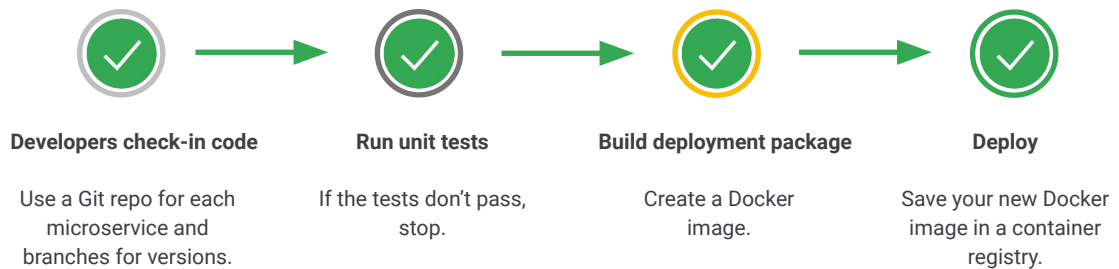 Developers check-in code
Run unit tests
Build deployment package
Deploy
Use a Git repo for each
microservice and
branches for versions.
If the tests don’t pass,
stop.
Create a Docker
image.
Save your new Docker
image in a container
registry.